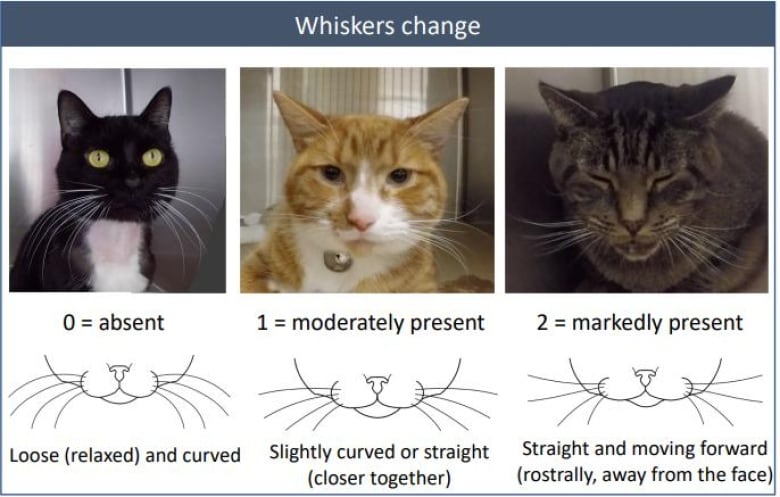 Whiskers change
0 = absent
1 = moderately present
2 = markedly present
Loose (relaxed) and curved
Slightly curved or straight
(closer together)
Straight and moving forward
(rostrally, away from the face)